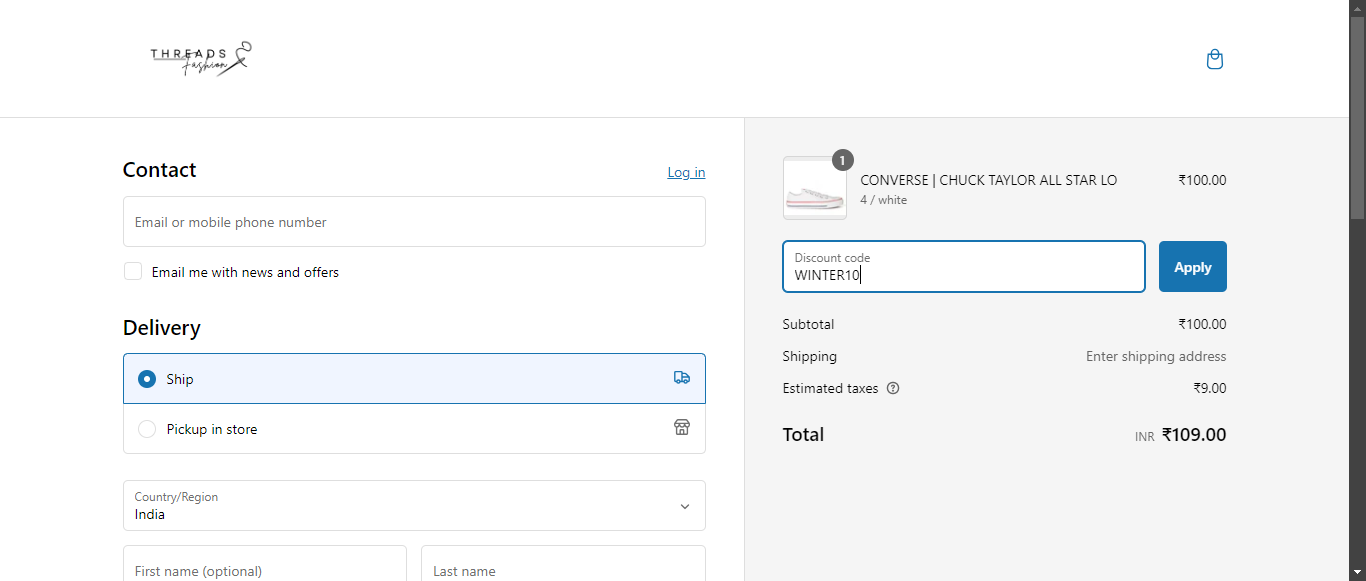 THREADS
Fashion
Contact
Log in
Email or mobile phone number
Email me with news and offers
Delivery
Ship
Pickup in store
Country/Region
India
First name (optional)
Last name
1
CONVERSE | CHUCK TAYLOR ALL STAR LO
₹100.00
4 / white
Discount code
WINTER10
Apply
Subtotal
₹100.00
Shipping
Enter shipping address
Estimated taxes ?
₹9.00
Total
INR ₹109.00